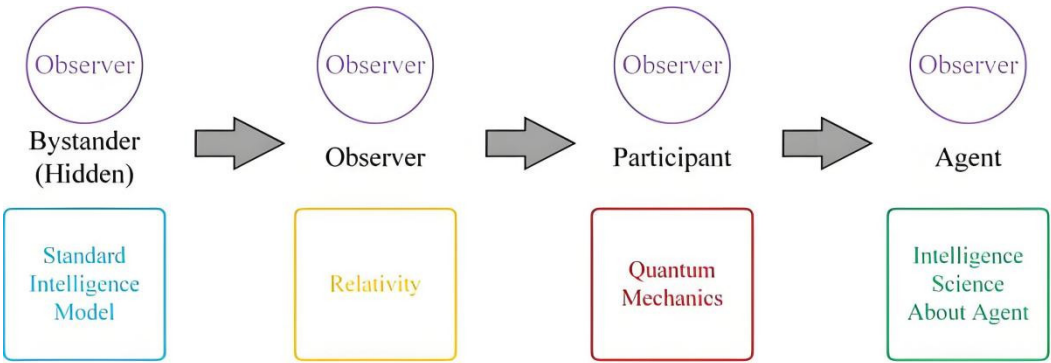 Observer
Observer
Observer
Observer
Bystander
(Hidden)
Observer
Participant
Agent
Standard
Intelligence
Model
Relativity
Quantum
Mechanics
Intelligence
Science
About Agent